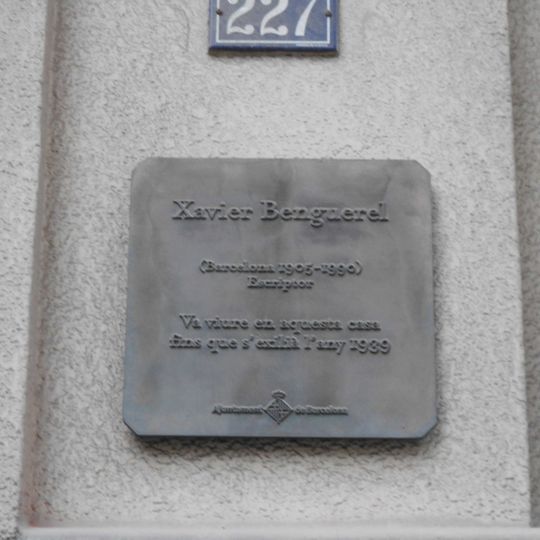 227
Xavier Benguerel
(Barcelona 1905-1990)
Escriptor
Va viure en aquesta casa
fins que s'exilià l'any 1939
Ajuntament de Barcelona